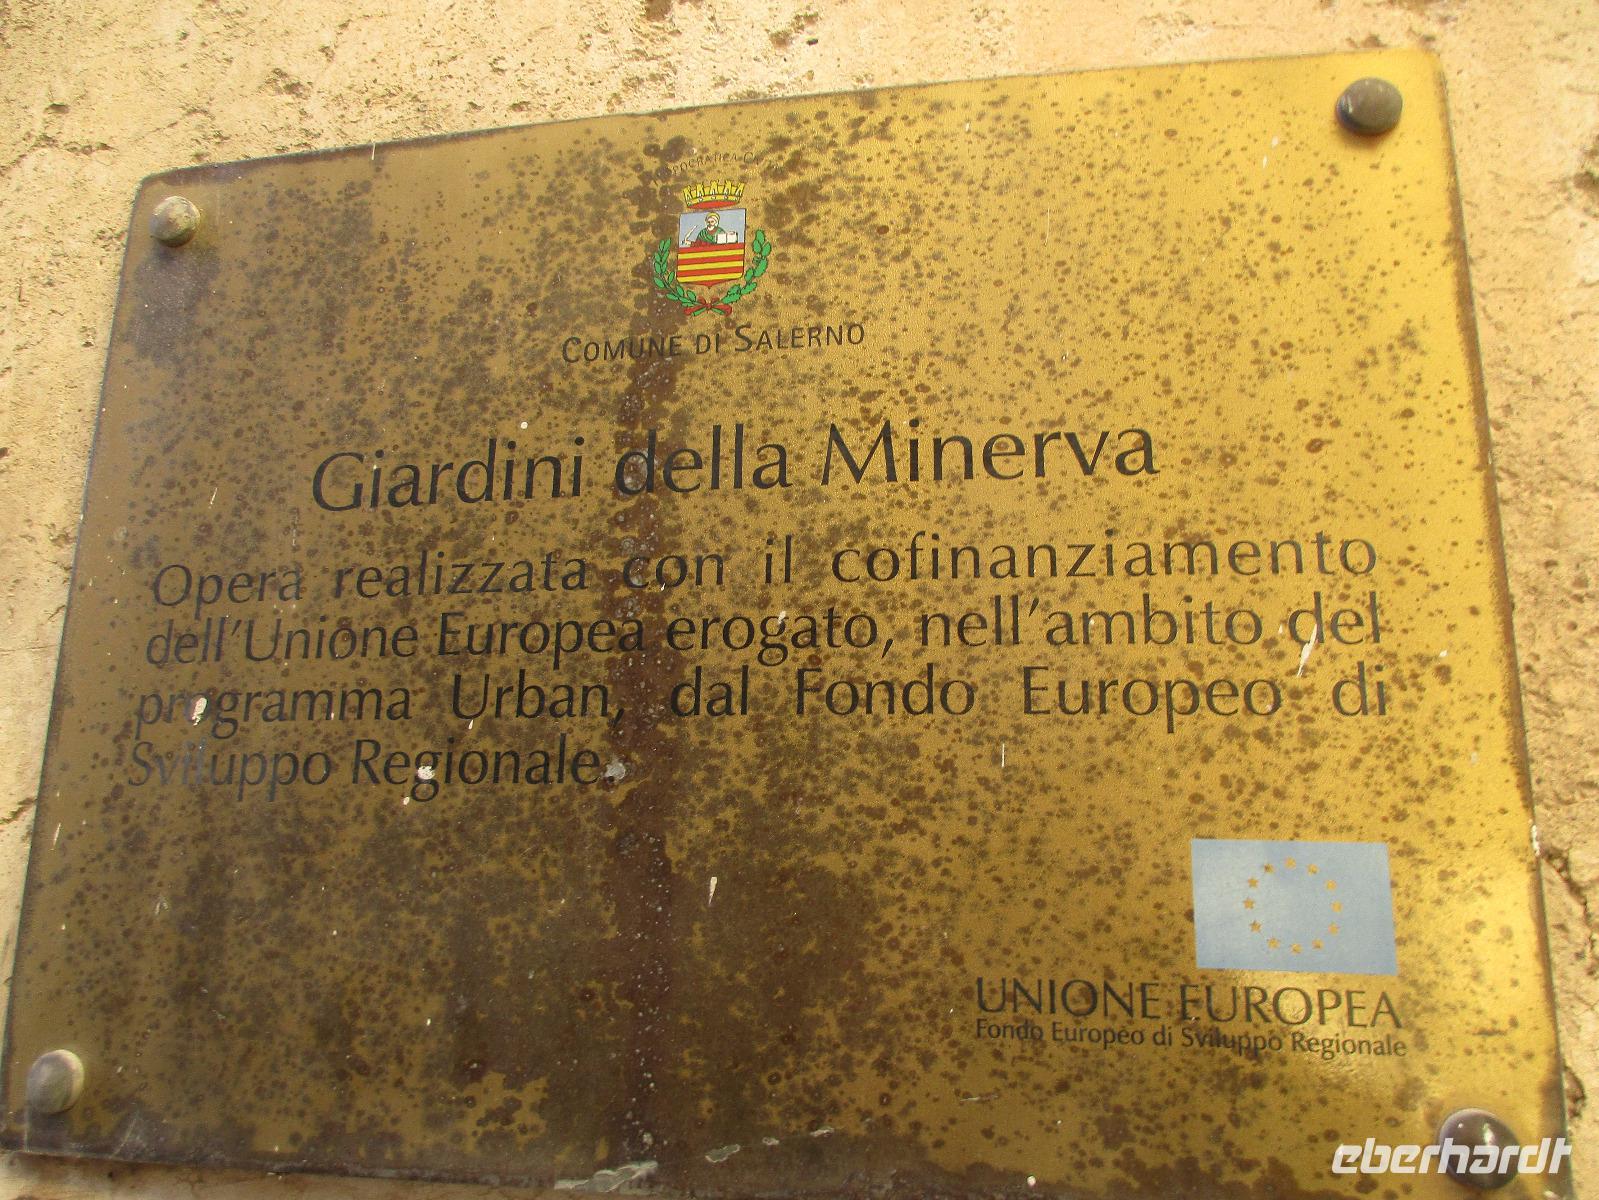 COMUNE DI SALERNO
Giardini della Minerva
Opera realizzata con il cofinanziamento
dell'Unione Europea erogato, nell'ambito del
programma Urban, dal Fondo Europeo di
Sviluppo Regionale.
UNIONE EUROPEA
Fondo Europeo di Sviluppo Regionale
eberhardt